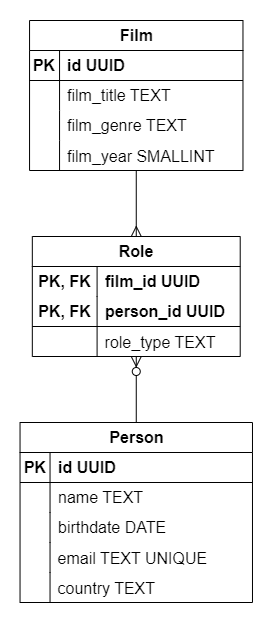 Film
PK id UUID
film_title TEXT
film_genre TEXT
film_year SMALLINT
Role
PK, FK film_id UUID
PK, FK person_id UUID
role_type TEXT
Person
PK id UUID
name TEXT
birthdate DATE
email TEXT UNIQUE
country TEXT